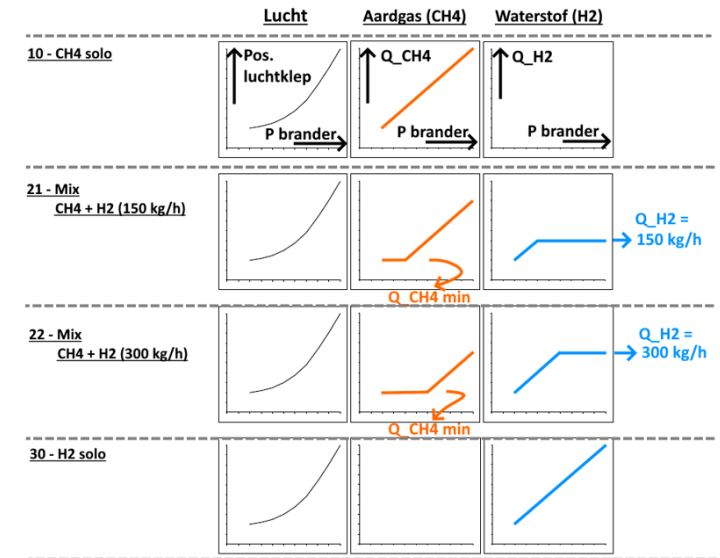 Lucht
Aardgas (CH4)
Waterstof (H2)
10 - CH4 solo
Pos.
luchtklep
P brander
Q_CH4
P brander
Q_H2
P brander
21 - Mix
CH4 + H2 (150 kg/h)
Q_CH4 min
Q_H2 =
150 kg/h
22 - Mix
CH4 + H2 (300 kg/h)
Q_CH4 min
Q_H2 =
300 kg/h
30 - H2 solo